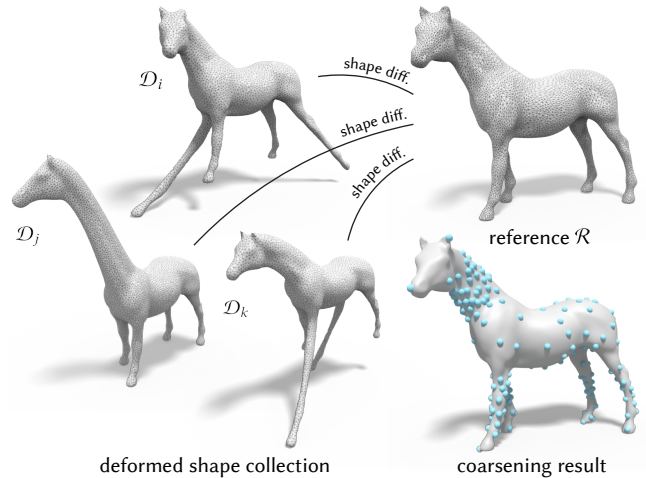 𝒟ᵢ
shape diff.
shape diff.
shape diff.
𝒟ⱼ
𝒟ₖ
reference ℛ
deformed shape collection
coarsening result